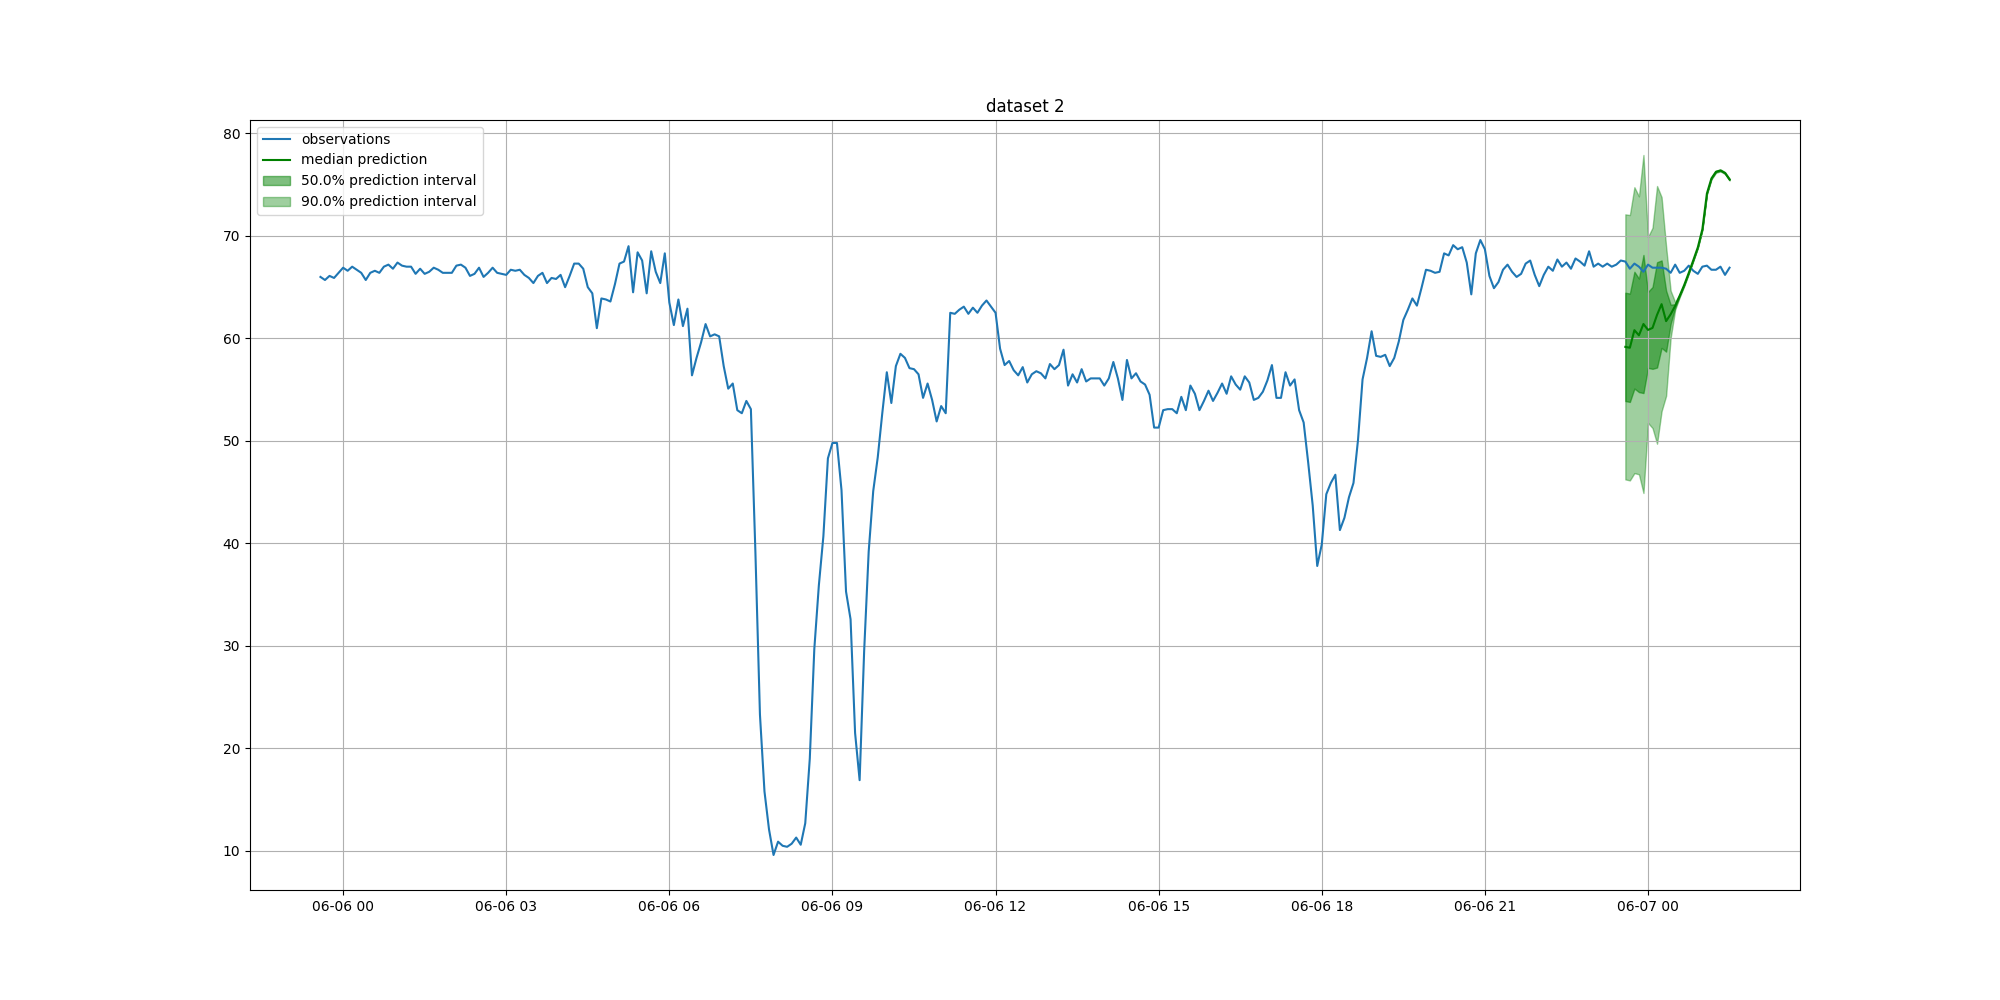 dataset 2
observations
median prediction
50.0% prediction interval
90.0% prediction interval
80
70
60
50
40
30
20
10
06-06 00 06-06 03 06-06 06 06-06 09 06-06 12 06-06 15 06-06 18 06-06 21 06-07 00